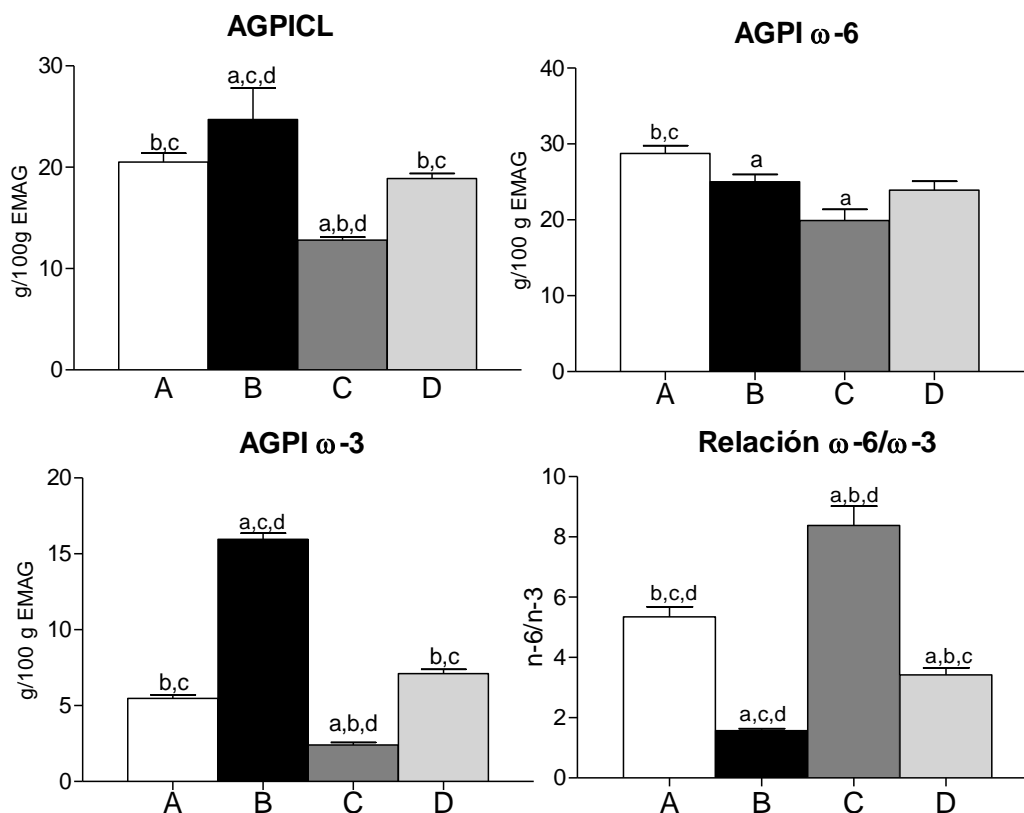 AGPICL
30
20
10
0
g/100g EMAG
b,c
a,c,d
a,b,d
b,c
A B C D
AGPI ω-6
40
30
20
10
0
g/100 g EMAG
b,c
a
a
A B C D
AGPI ω-3
20
15
10
5
0
g/100 g EMAG
b,c
a,c,d
a,b,d
b,c
A B C D
Relación ω-6/ω-3
10
8
6
4
2
0
n-6/n-3
b,c,d
a,c,d
a,b,d
a,b,c
A B C D